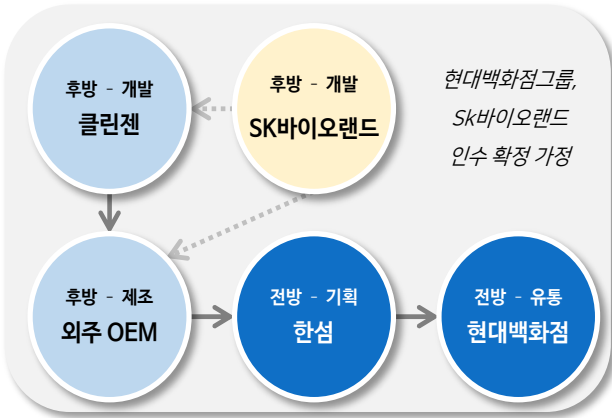 후방 - 개발
클린젠
후방 - 개발
SK바이오랜드
현대백화점그룹,
Sk바이오랜드
인수 확정 가정
후방 - 제조
외주 OEM
전방 - 기획
한섬
전방 - 유통
현대백화점